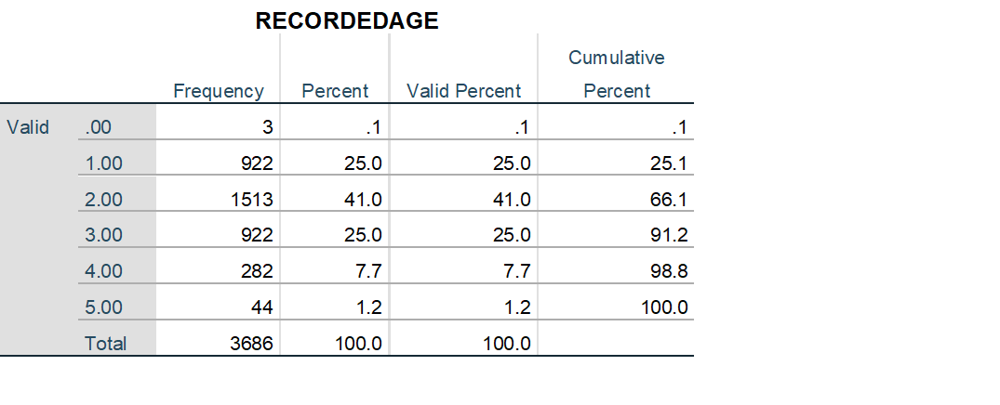 RECORDEDAGE
Cumulative
Frequency Percent Valid Percent Percent
Valid .00 3 .1 .1 .1
1.00 922 25.0 25.0 25.1
2.00 1513 41.0 41.0 66.1
3.00 922 25.0 25.0 91.2
4.00 282 7.7 7.7 98.8
5.00 44 1.2 1.2 100.0
Total 3686 100.0 100.0